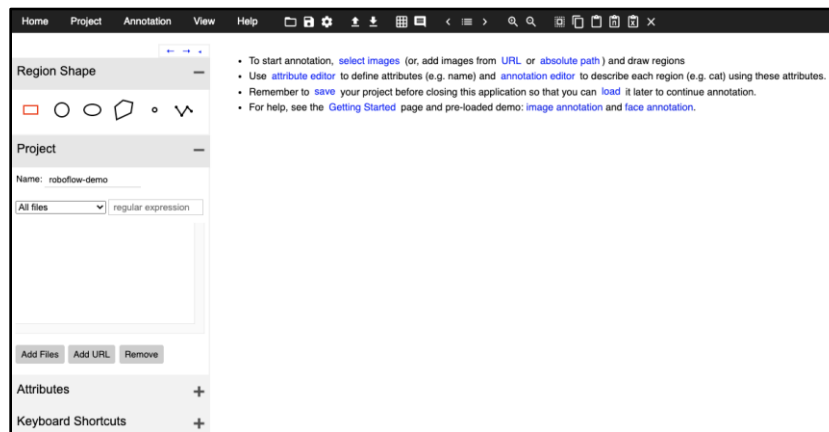 Home Project Annotation View Help
Region Shape
Project
Name: roboflow-demo
All files regular expression
Add Files Add URL Remove
Attributes
Keyboard Shortcuts
To start annotation, select images (or, add images from URL or absolute path) and draw regions
Use attribute editor to define attributes (e.g. name) and annotation editor to describe each region (e.g. cat) using these attributes.
Remember to save your project before closing this application so that you can load it later to continue annotation.
For help, see the Getting Started page and pre-loaded demo: image annotation and face annotation.